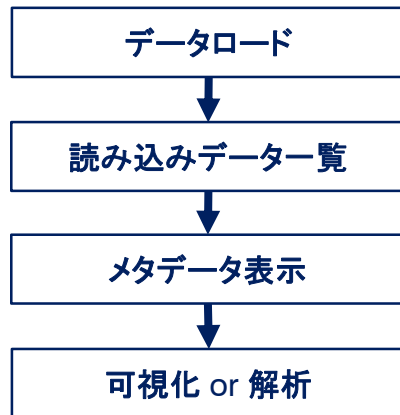 データロード
読み込みデータ一覧
メタデータ表示
可視化 or 解析